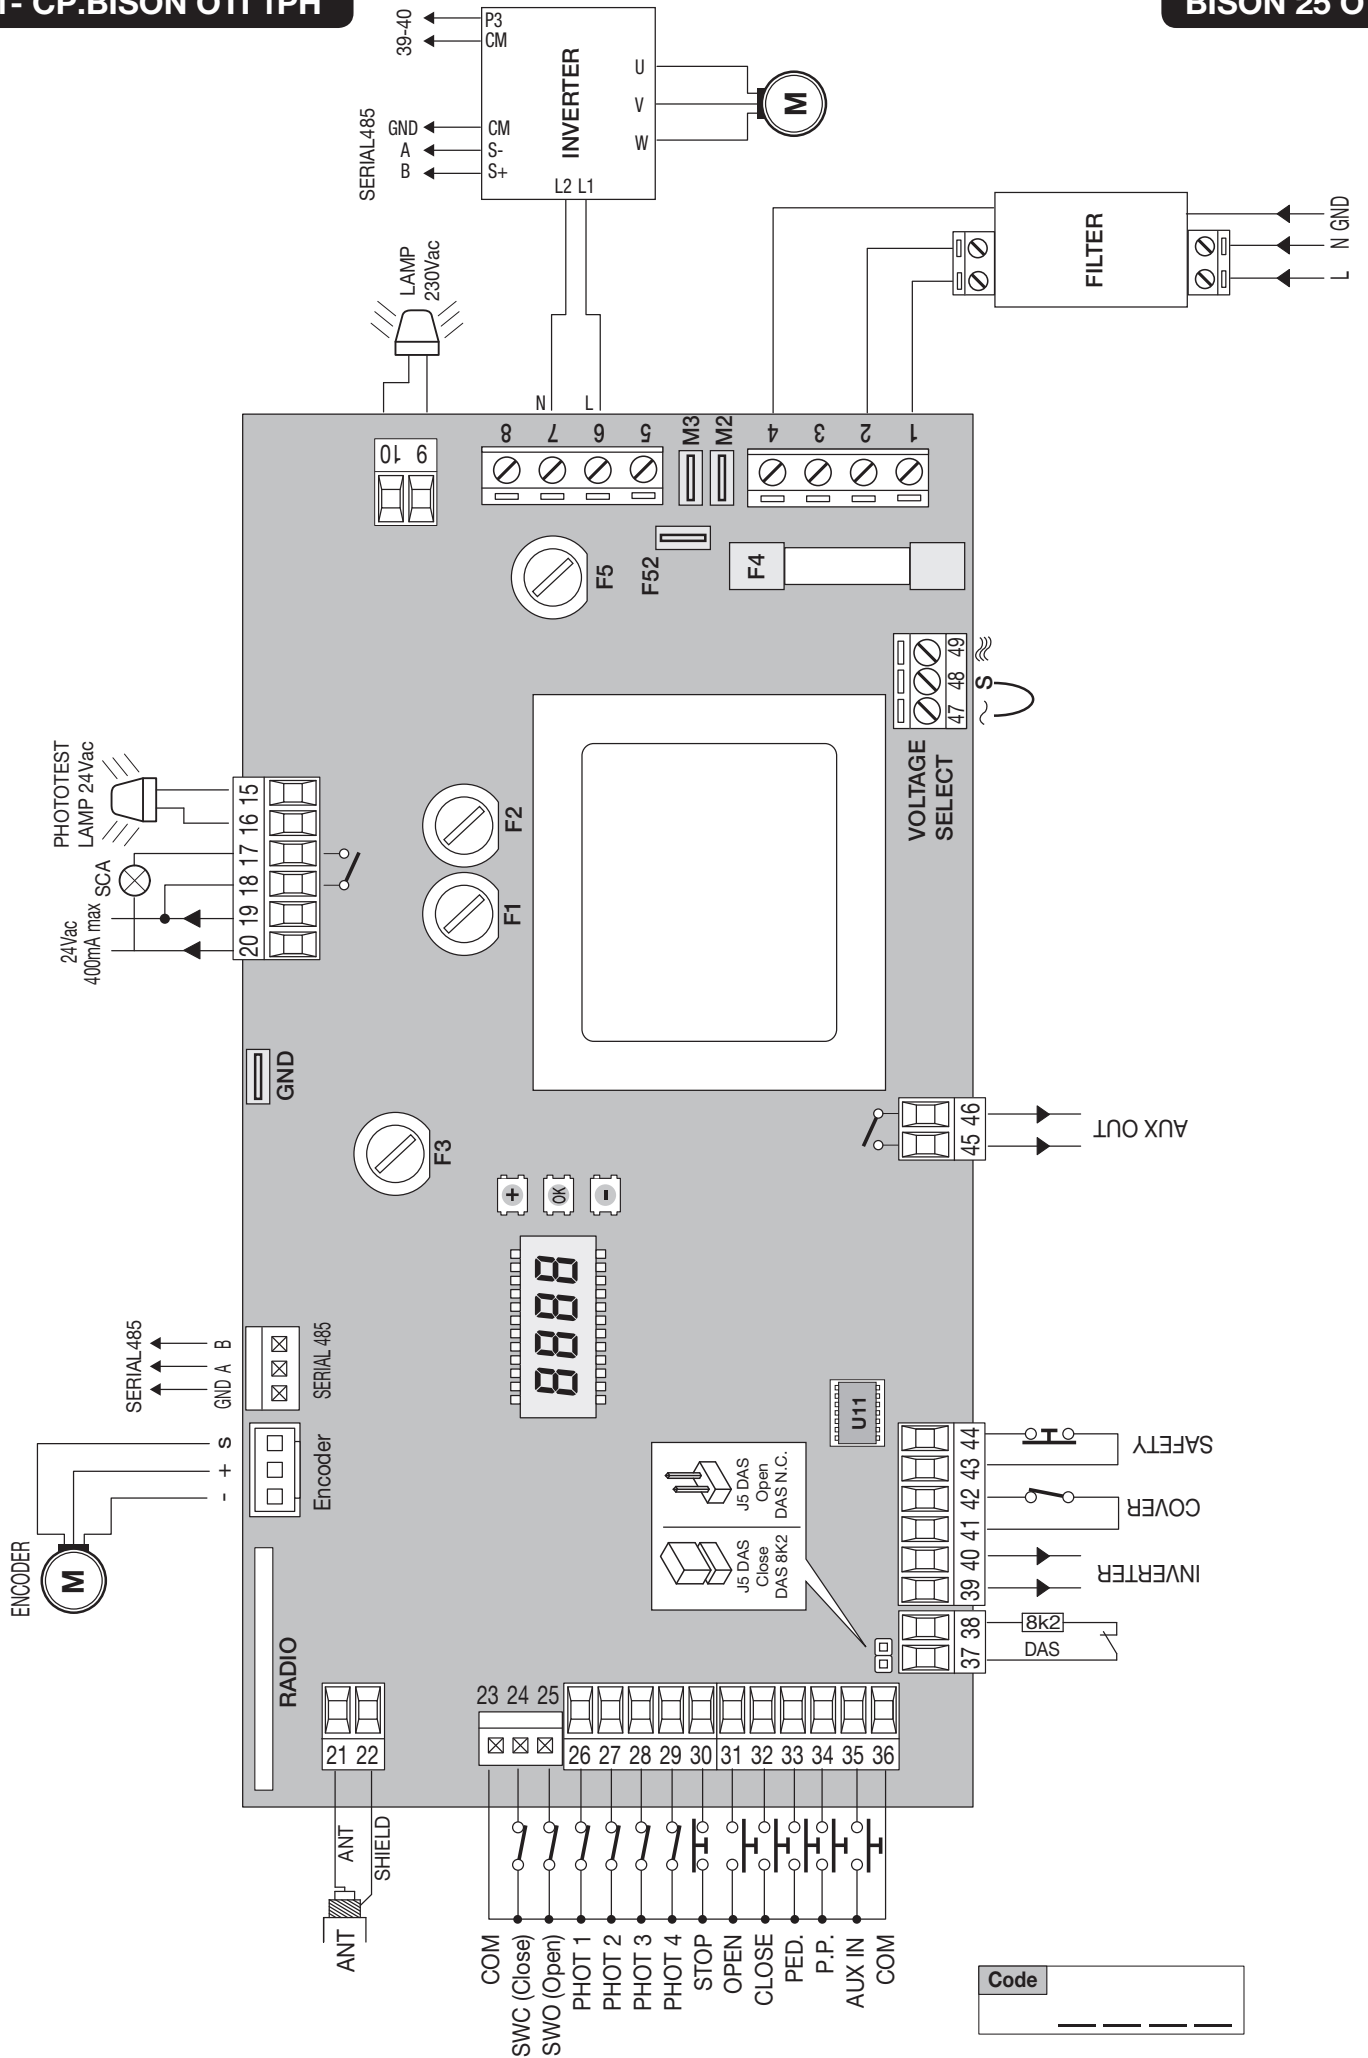 1- CP.BISON OTI 1PH
BISON 25 O
39-40
P3
CM
SERIAL485
GND
A
B
CM
S-
S+
INVERTER
U
V
W
M
L2 L1
LAMP
230Vac
FILTER
L
N
GND
N
L
10 9
8 7 6 5
M3
M2
4 3 2 1
F5
F52
F4
PHOTOTEST
LAMP 24Vac
SCA
24Vac
400mA max
20 19 18 17 16 15
F2
F1
47 48 49
S
VOLTAGE
SELECT
GND
F3
+
OK
-
8888
45 46
AUX OUT
SERIAL485
GND A B
SERIAL 485
ENCODER
M
- + S
Encoder
U11
J5 DAS
Close
DAS 8K2
J5 DAS
Open
DAS N.C.
37 38
39 40 41 42 43 44
SAFETY
COVER
INVERTER
8k2
DAS
RADIO
21 22
ANT
SHIELD
ANT
23 24 25
26 27 28 29 30 31 32 33 34 35 36
COM
SWC (Close)
SWO (Open)
PHOT 1
PHOT 2
PHOT 3
PHOT 4
STOP
OPEN
CLOSE
PED.
P.P.
AUX IN
COM
Code